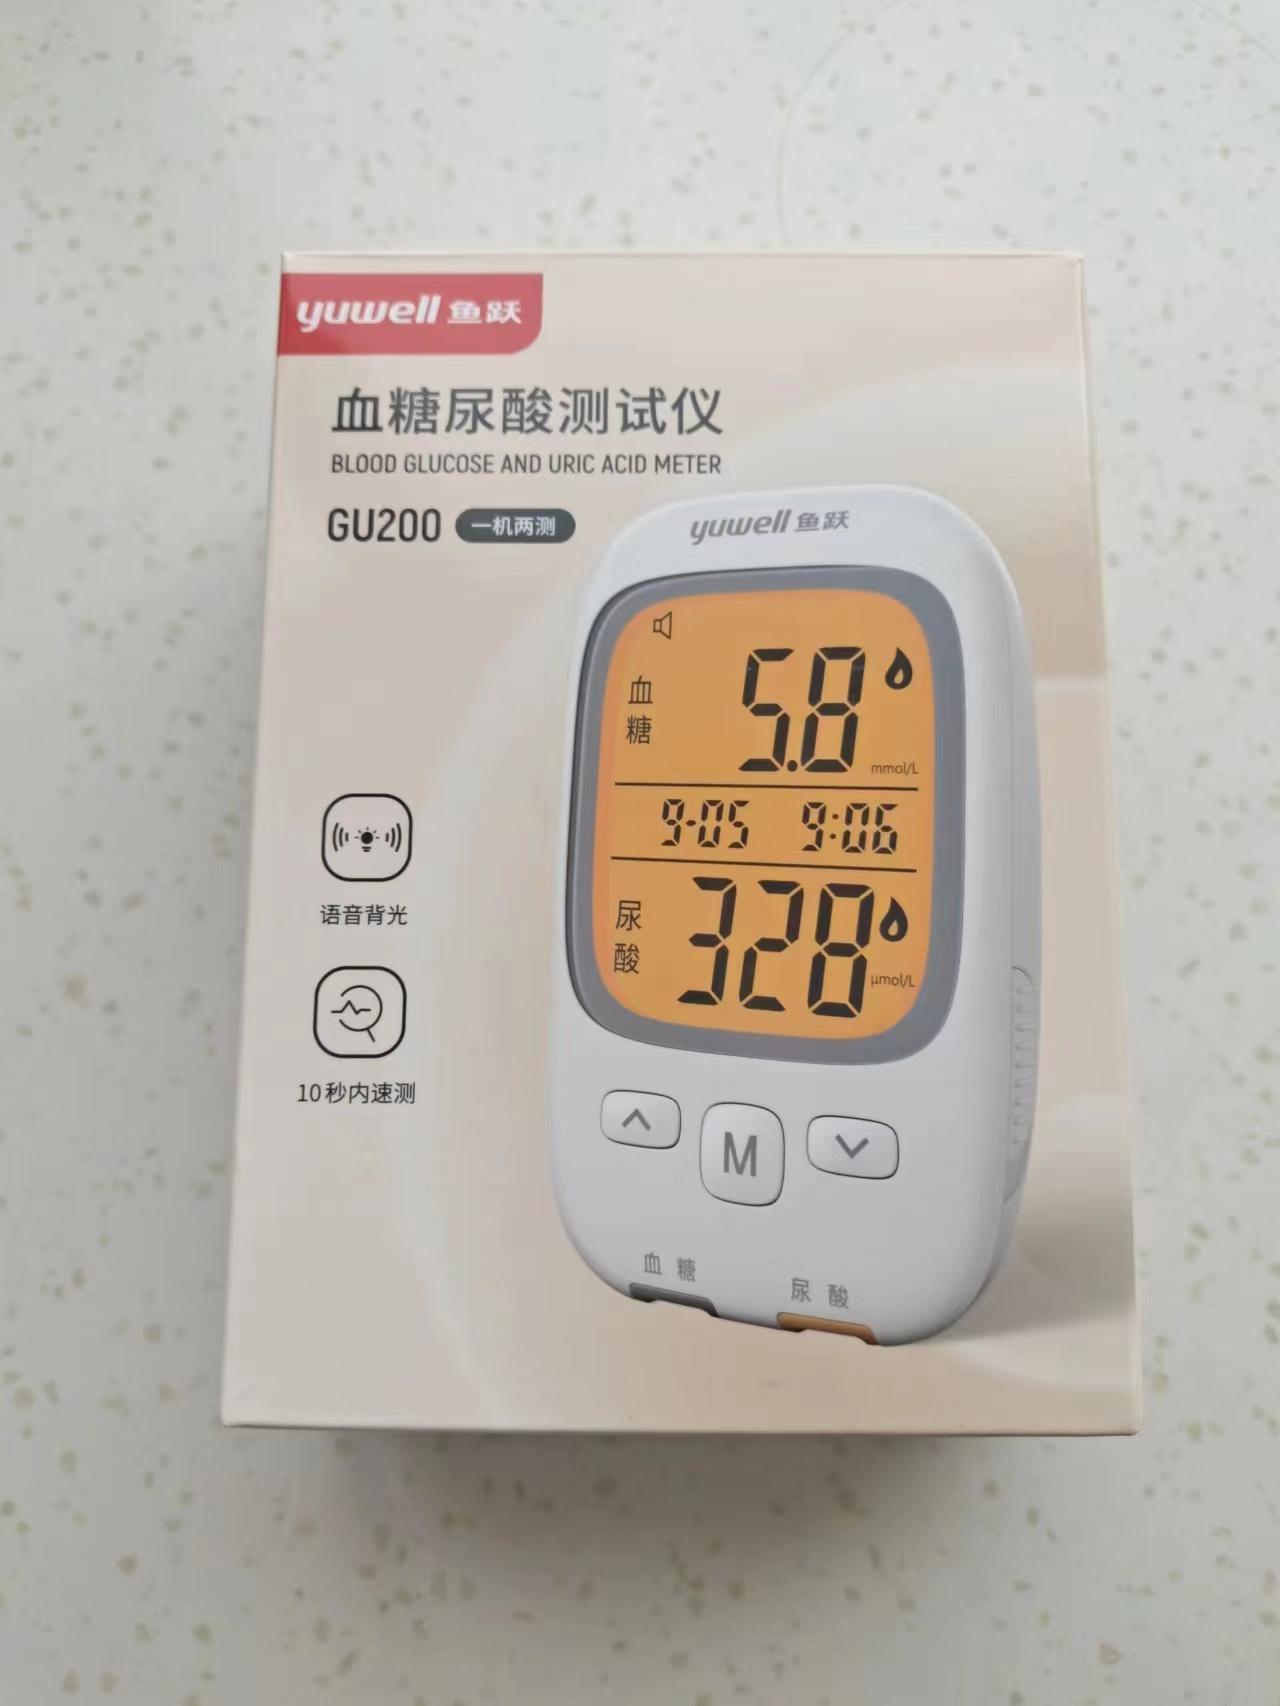 yuwell 鱼跃
血糖尿酸测试仪
BLOOD GLUCOSE AND URIC ACID METER
GU200 一机两测
yuwell 鱼跃
血糖 5.8 mmol/L
9-05 9:06
尿酸 328 µmol/L
语音背光
10秒内速测
M
血糖 尿酸